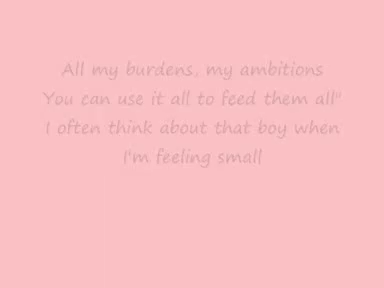 All my burdens, my ambitions
You can use it all to feed them all"
I often think about that boy when
I'm feeling small